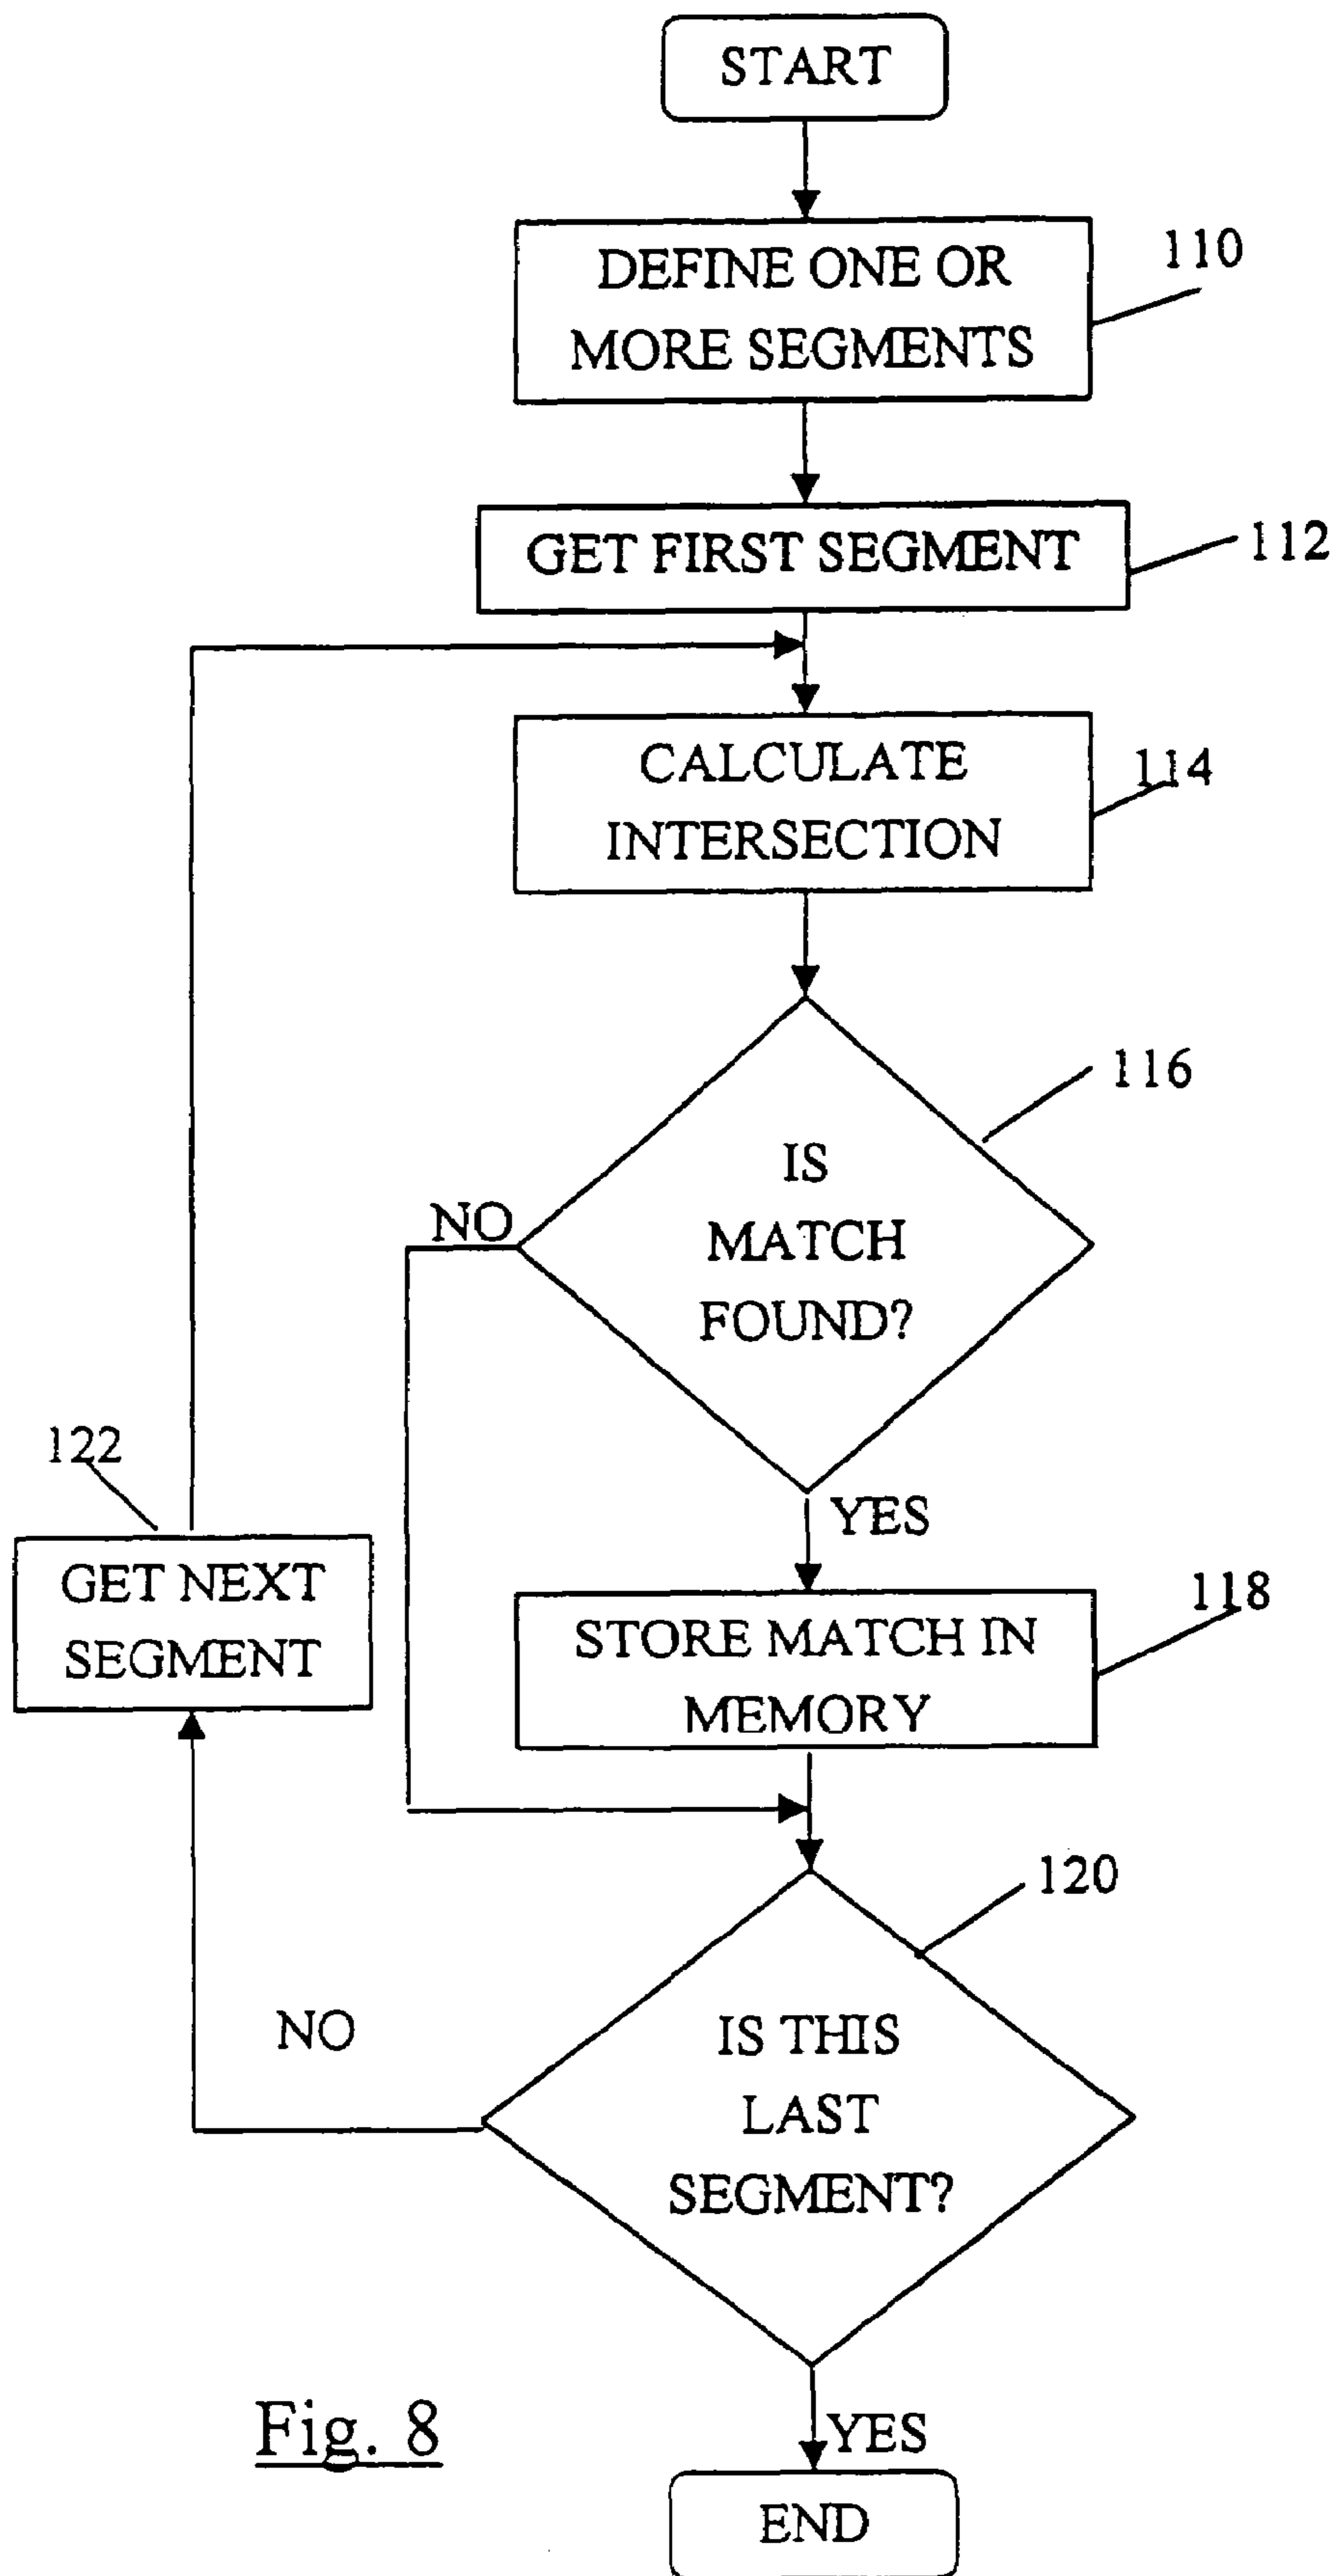 START
DEFINE ONE OR
MORE SEGMENTS
110
GET FIRST SEGMENT
112
CALCULATE
INTERSECTION
114
IS
MATCH
FOUND?
116
NO
YES
122
GET NEXT
SEGMENT
STORE MATCH IN
MEMORY
118
120
IS THIS
LAST
SEGMENT?
NO
YES
END
Fig. 8